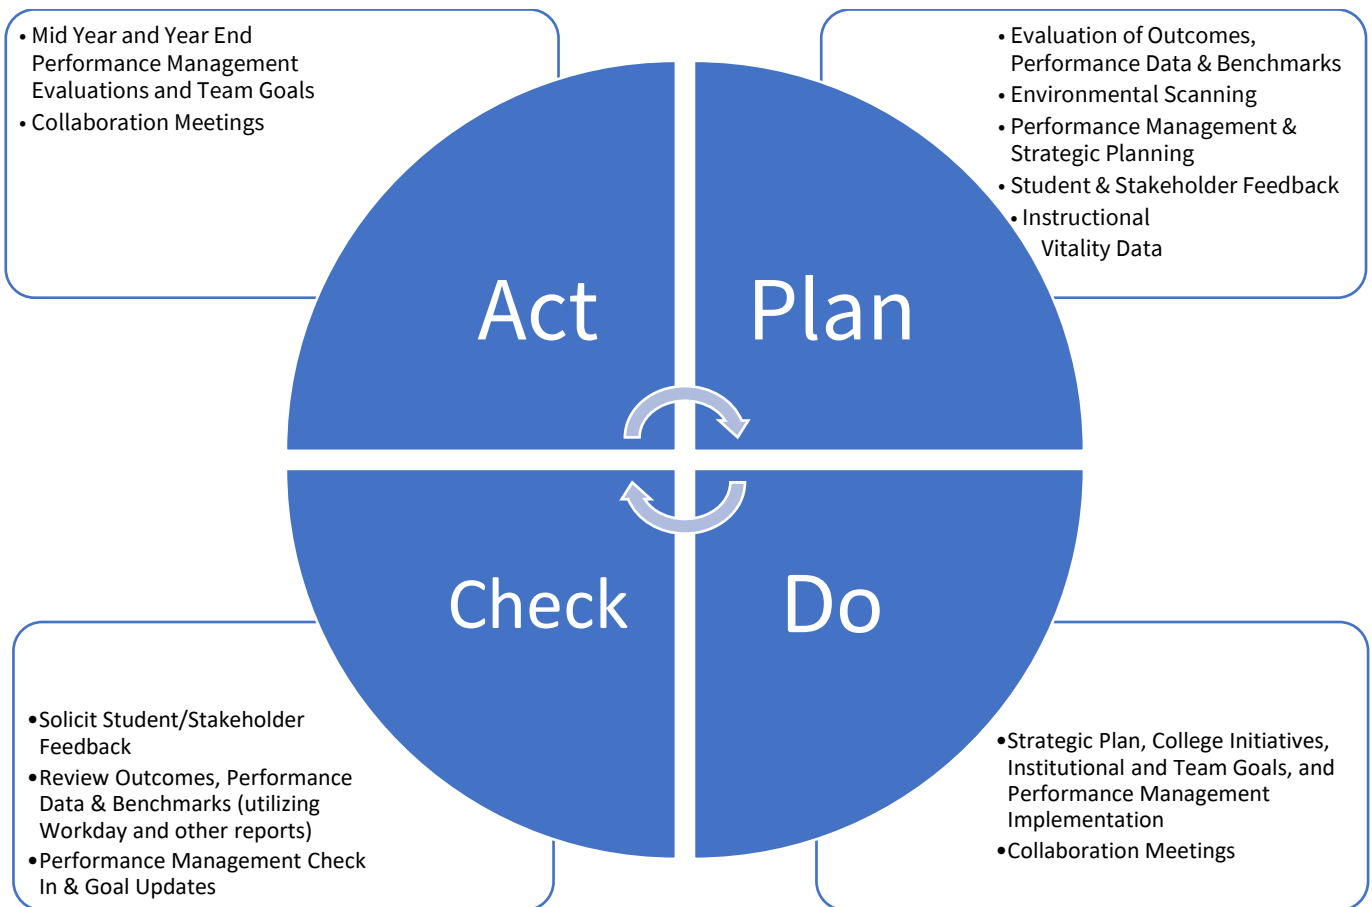 • Mid Year and Year End
Performance Management
Evaluations and Team Goals
• Collaboration Meetings
• Evaluation of Outcomes,
Performance Data & Benchmarks
• Environmental Scanning
• Performance Management &
Strategic Planning
• Student & Stakeholder Feedback
• Instructional
Vitality Data
Act
Plan
Check
Do
•Solicit Student/Stakeholder
Feedback
•Review Outcomes, Performance
Data & Benchmarks (utilizing
Workday and other reports)
•Performance Management Check
In & Goal Updates
•Strategic Plan, College Initiatives,
Institutional and Team Goals, and
Performance Management
Implementation
•Collaboration Meetings